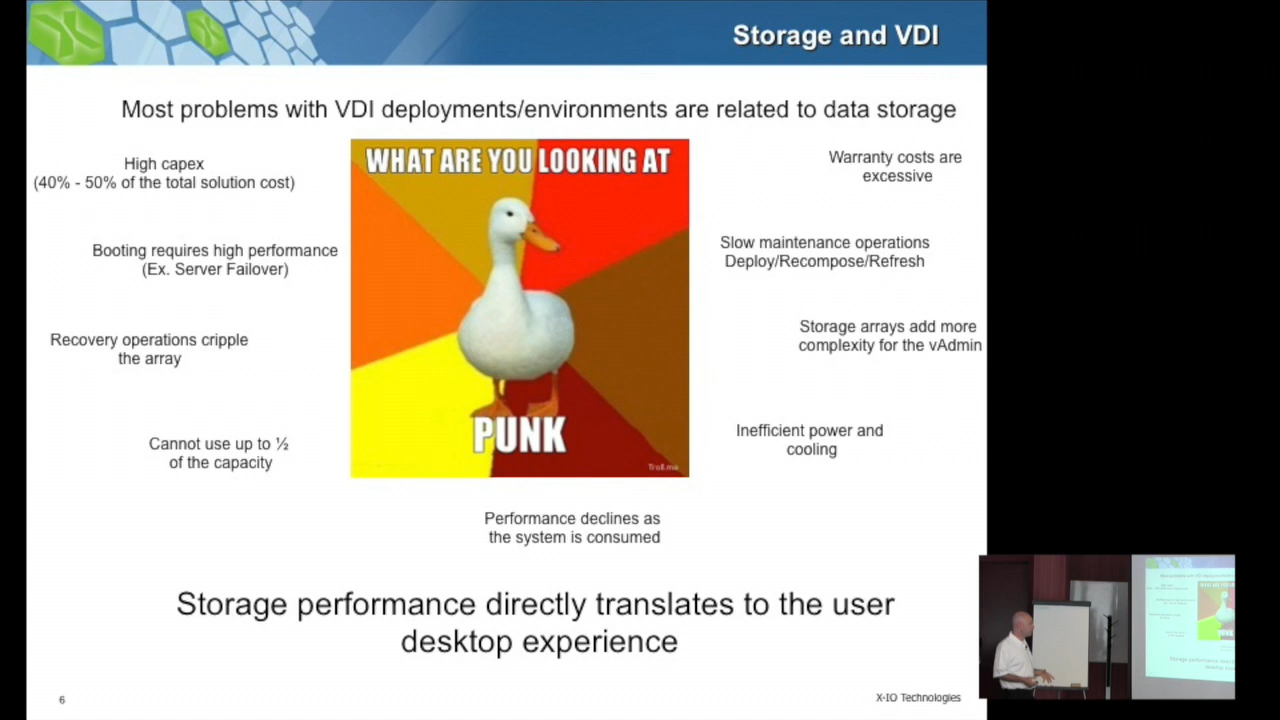 Storage and VDI
Most problems with VDI deployments/environments are related to data storage
High capex
(40% - 50% of the total solution cost)
Booting requires high performance
(Ex. Server Failover)
Recovery operations cripple
the array
Cannot use up to ½
of the capacity
WHAT ARE YOU LOOKING AT
PUNK
Troll.me
Warranty costs are
excessive
Slow maintenance operations
Deploy/Recompose/Refresh
Storage arrays add more
complexity for the vAdmin
Inefficient power and
cooling
Performance declines as
the system is consumed
Storage performance directly translates to the user
desktop experience
6
X-IO Technologies